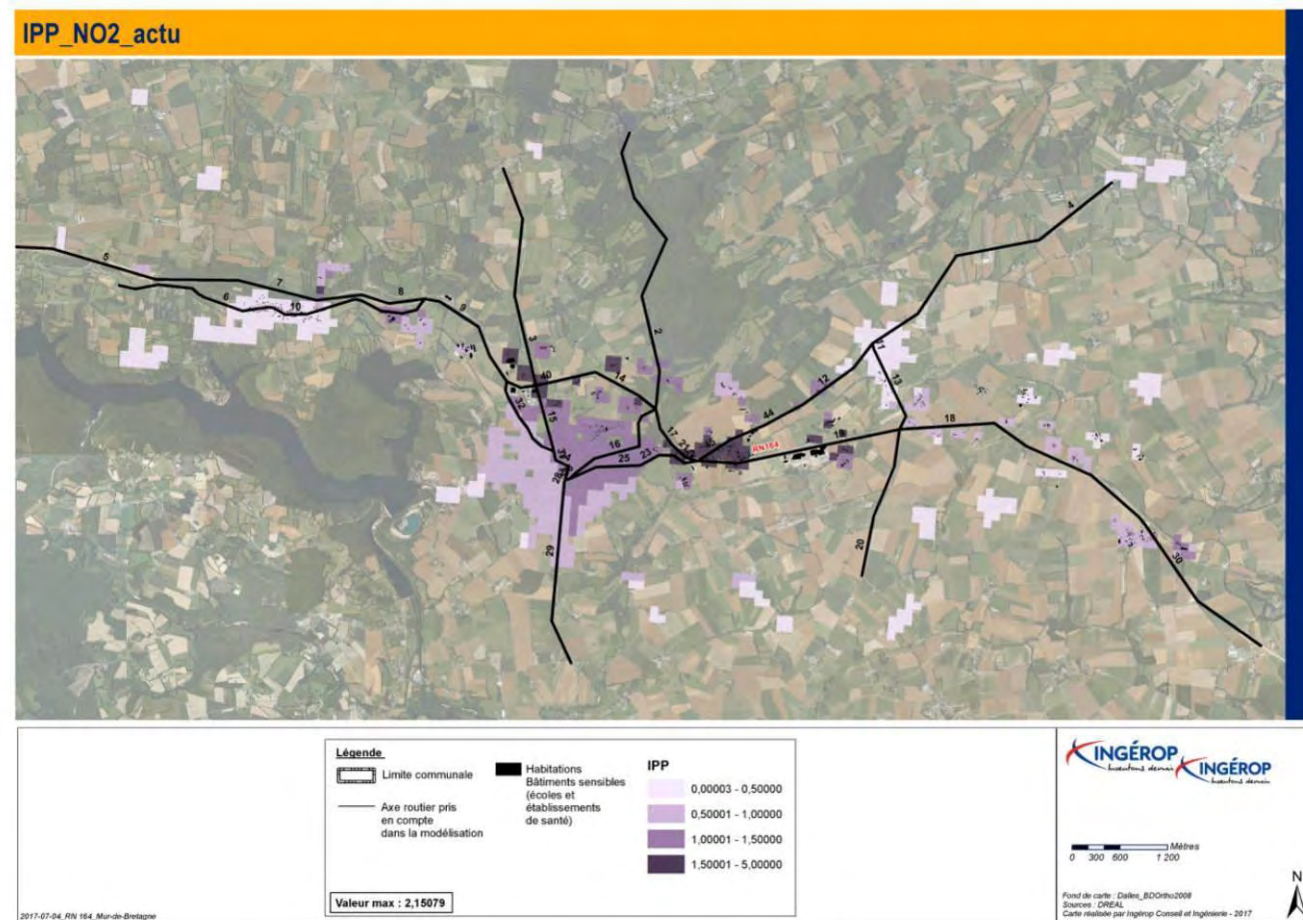 IPP_NO2_actu
4
5
7
6
10
8
9
3
2
40
14
32
15
16
25
23
17
21
44
RN164
12
13
18
28
29
20
30
Légende
Limite communale
Axe routier pris
en compte
dans la modélisation
Habitations
Bâtiments sensibles
(écoles et
établissements
de santé)
IPP
0,00003 - 0,50000
0,50001 - 1,00000
1,00001 - 1,50000
1,50001 - 5,00000
Valeur max : 2,15079
2017-07-04_RN 164_Mur-de-Bretagne
INGÉROP
Inventons demain
INGÉROP
Inventons demain
Mètres
0 300 600 1 200
N
Fond de carte : Dalles_BDOrtho2008
Sources : DREAL
Carte réalisée par Ingérop Conseil et Ingénierie - 2017